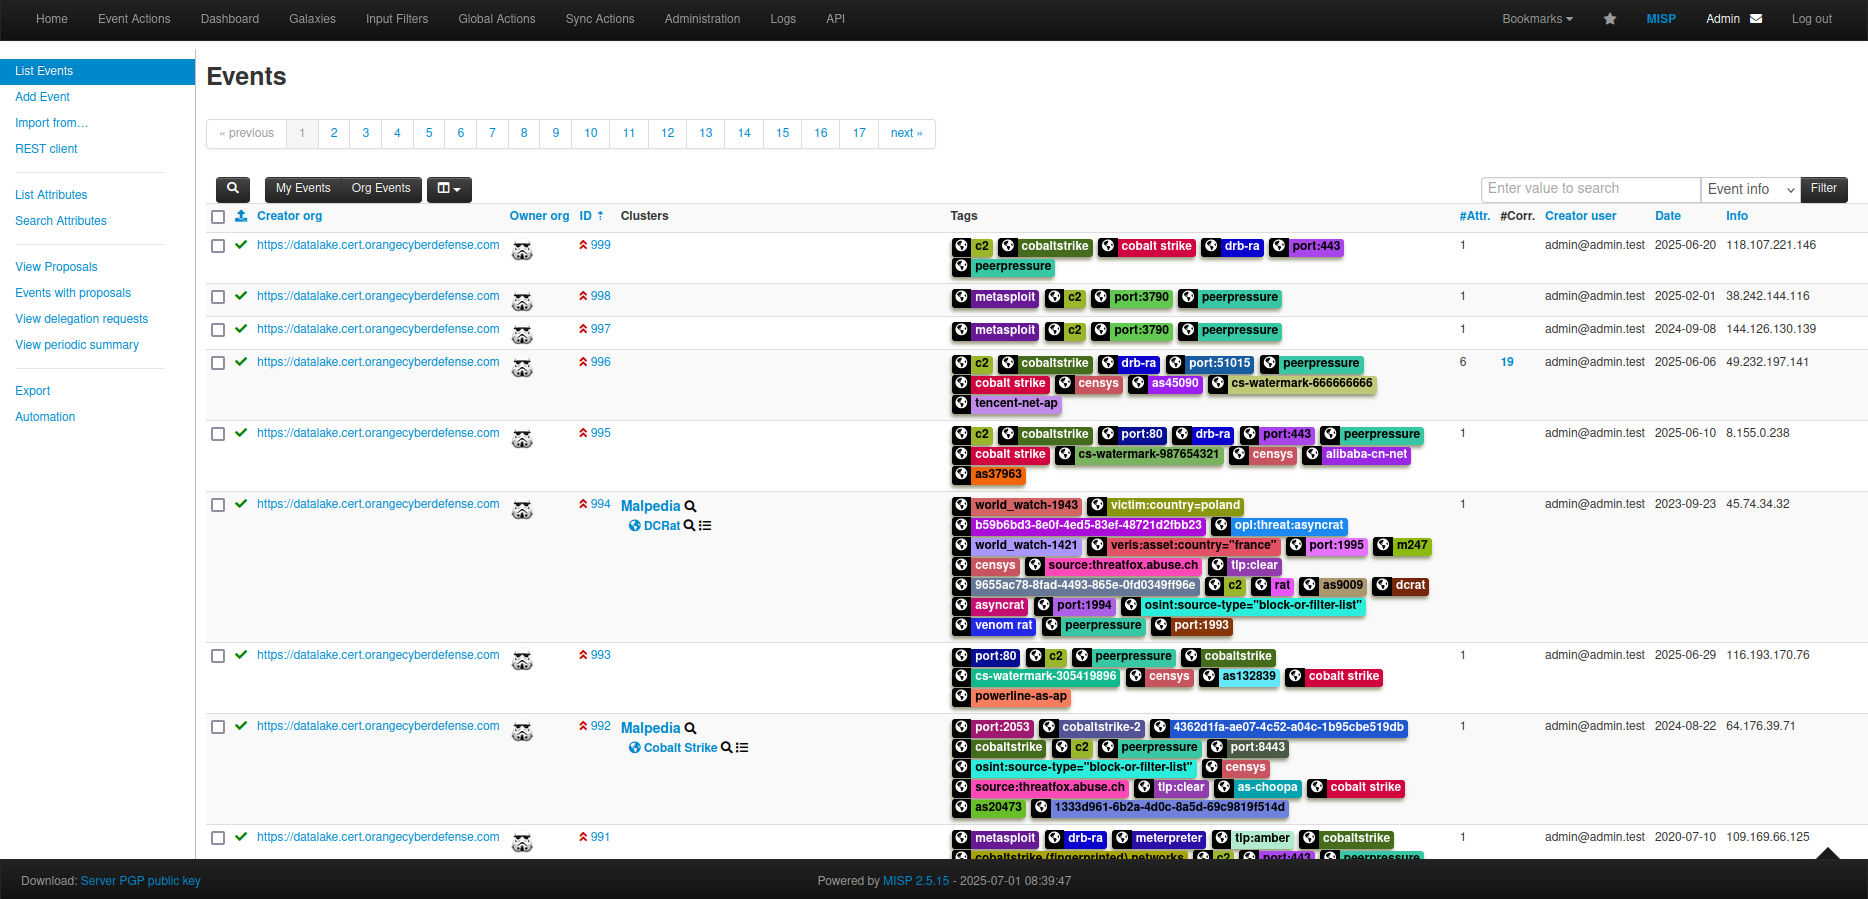 Home Event Actions Dashboard Galaxies Input Filters Global Actions Sync Actions Administration Logs API Bookmarks MISP Admin Log out
List Events
Add Event
Import from…
REST client
List Attributes
Search Attributes
View Proposals
Events with proposals
View delegation requests
View periodic summary
Export
Automation
Events
« previous 1 2 3 4 5 6 7 8 9 10 11 12 13 14 15 16 17 next »
My Events Org Events Enter value to search Event info Filter
Creator org Owner org ID Clusters Tags #Attr. #Corr. Creator user Date Info
https://datalake.cert.orangecyberdefense.com 999 c2 cobaltstrike cobalt strike drb-ra port:443 1 admin@admin.test 2025-06-20 118.107.221.146
peerpressure
https://datalake.cert.orangecyberdefense.com 998 metasploit c2 port:3790 peerpressure 1 admin@admin.test 2025-02-01 38.242.144.116
https://datalake.cert.orangecyberdefense.com 997 metasploit c2 port:3790 peerpressure 1 admin@admin.test 2024-09-08 144.126.130.139
https://datalake.cert.orangecyberdefense.com 996 c2 cobaltstrike drb-ra port:51015 peerpressure 6 19 admin@admin.test 2025-06-06 49.232.197.141
cobalt strike censys as45090 cs-watermark-666666666
tencent-net-ap
https://datalake.cert.orangecyberdefense.com 995 c2 cobaltstrike port:80 drb-ra port:443 peerpressure 1 admin@admin.test 2025-06-10 8.155.0.238
cobalt strike cs-watermark-987654321 censys alibaba-cn-net
as37963
https://datalake.cert.orangecyberdefense.com 994 Malpedia world_watch-1943 victim:country=poland 1 admin@admin.test 2023-09-23 45.74.34.32
DCRat b59b6bd3-8e0f-4ed5-83ef-48721d2fbb23 opl:threat:asyncrat
world_watch-1421 veris:asset:country="france" port:1995 m247
censys source:threatfox.abuse.ch tlp:clear
9655ac78-8fad-4493-865e-0fd0349ff96e c2 rat as9009 dcrat
asyncrat port:1994 osint:source-type="block-or-filter-list"
venom rat peerpressure port:1993
https://datalake.cert.orangecyberdefense.com 993 port:80 c2 peerpressure cobaltstrike 1 admin@admin.test 2025-06-29 116.193.170.76
cs-watermark-305419896 censys as132839 cobalt strike
powerline-as-ap
https://datalake.cert.orangecyberdefense.com 992 Malpedia port:2053 cobaltstrike-2 4362d1fa-ae07-4c52-a04c-1b95cbe519db 1 admin@admin.test 2024-08-22 64.176.39.71
Cobalt Strike cobaltstrike c2 peerpressure port:8443
osint:source-type="block-or-filter-list" censys
source:threatfox.abuse.ch tlp:clear as-choopa cobalt strike
as20473 1333d961-6b2a-4d0c-8a5d-69c9819f514d
https://datalake.cert.orangecyberdefense.com 991 metasploit drb-ra meterpreter tlp:amber cobaltstrike 1 admin@admin.test 2020-07-10 109.169.66.125
cobaltstrike (fingerprinted) networks c2 port:443 peerpressure
Download: Server PGP public key Powered by MISP 2.5.15 - 2025-07-01 08:39:47